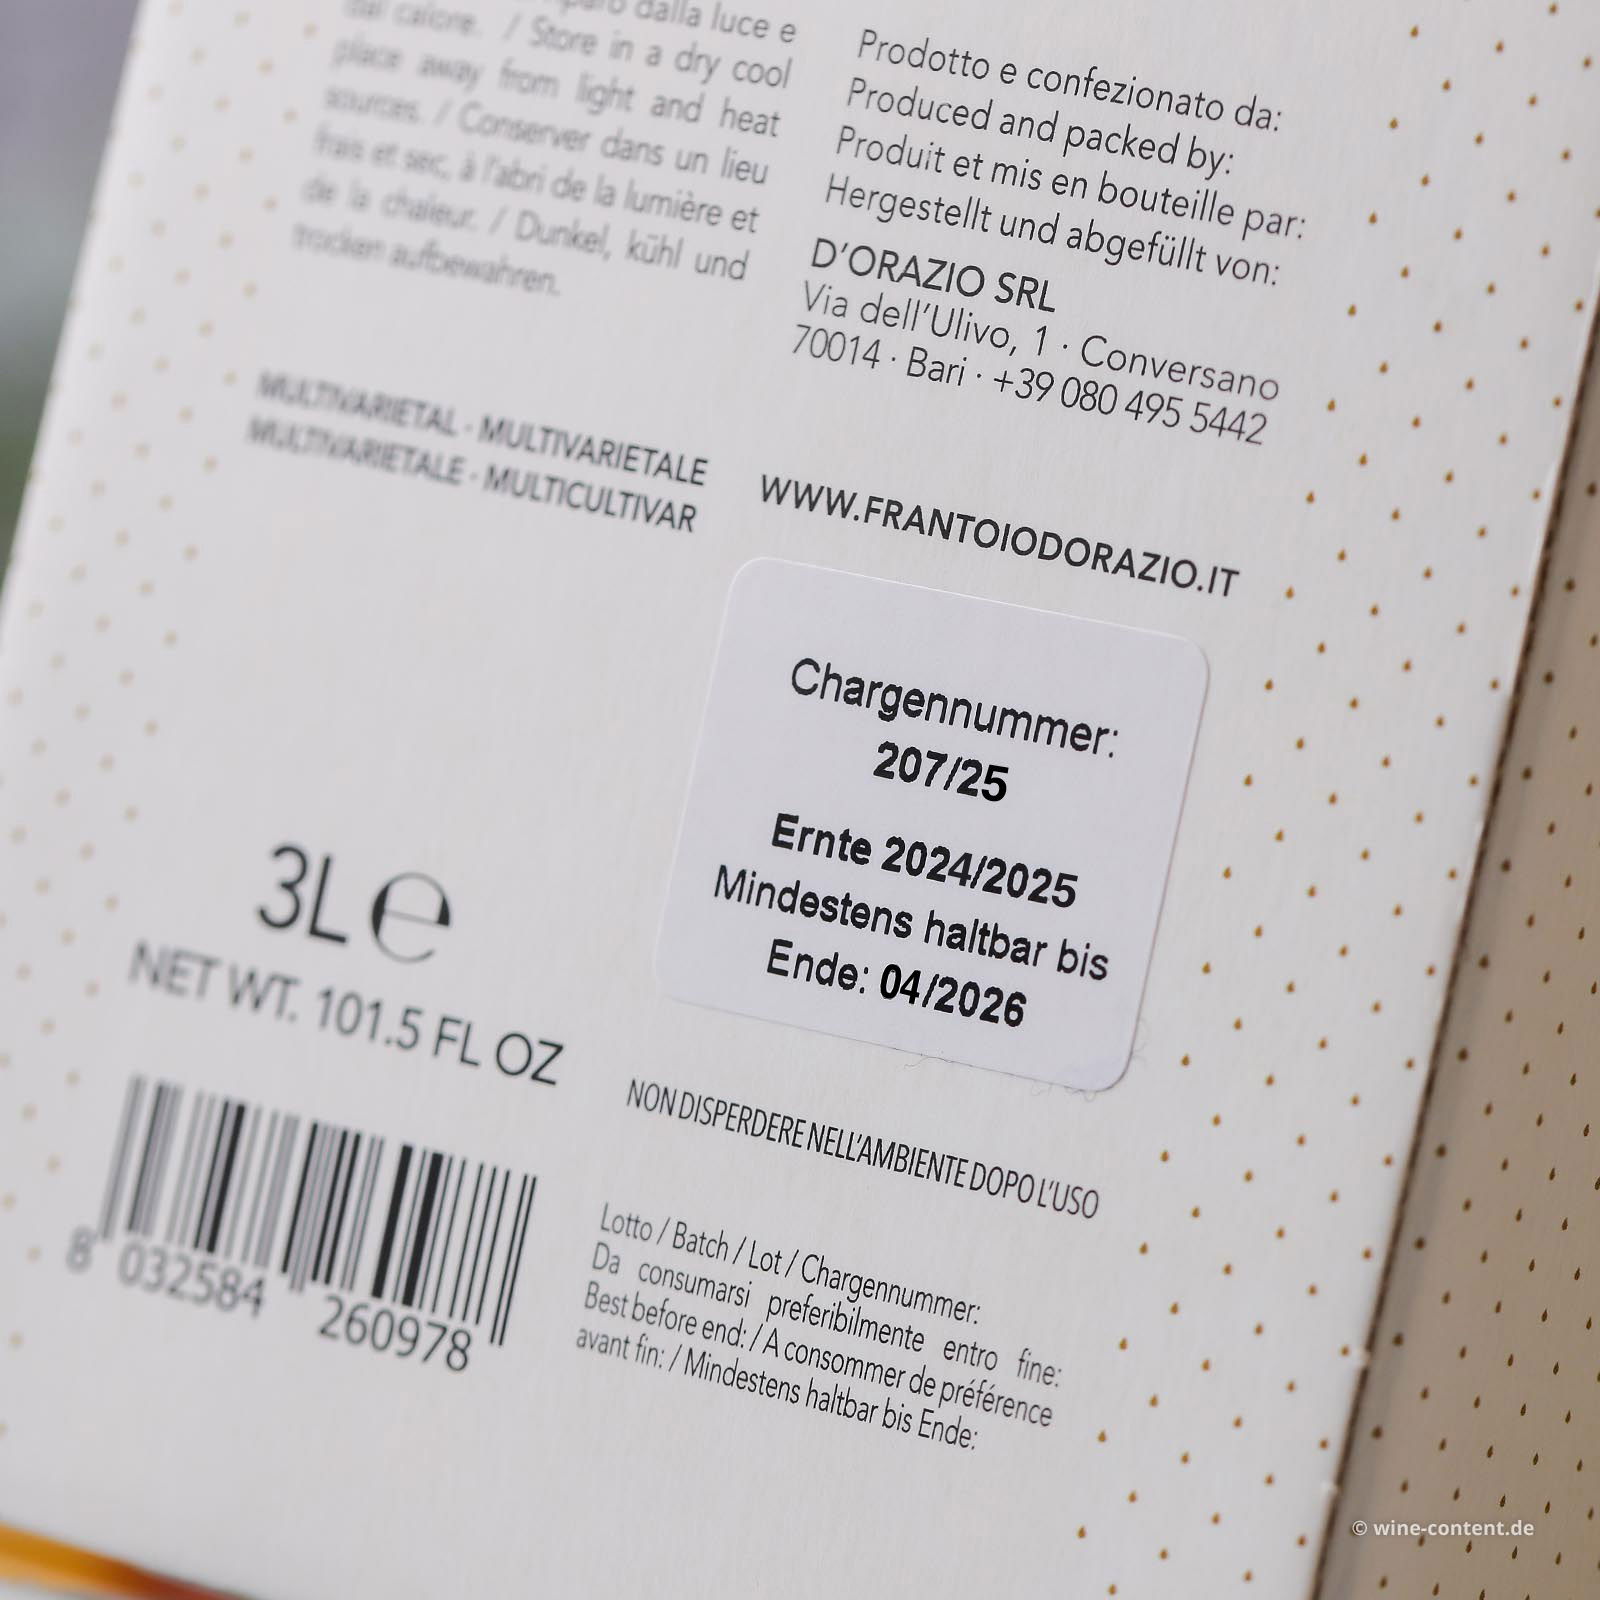 dalla luce e
dal calore. / Store in a dry cool
place away from light and heat
sources. / Conserver dans un lieu
frais et sec, à l'abri de la lumière et
de la chaleur. / Dunkel, kühl und
trocken aufbewahren.
MULTIVARIETAL · MULTIVARIETALE
MULTIVARIETALE · MULTICULTIVAR
Prodotto e confezionato da:
Produced and packed by:
Produit et mis en bouteille par:
Hergestellt und abgefüllt von:
D'ORAZIO SRL
Via dell'Ulivo, 1 · Conversano
70014 · Bari · +39 080 495 5442
WWW.FRANTOIODORAZIO.IT
Chargennummer:
207/25
Ernte 2024/2025
Mindestens haltbar bis
Ende: 04/2026
3L ℮
NET WT. 101.5 FL OZ
8 032584 260978
NON DISPERDERE NELL'AMBIENTE DOPO L'USO
Lotto / Batch / Lot / Chargennummer:
Da consumarsi preferibilmente entro fine:
Best before end: / A consommer de préférence
avant fin: / Mindestens haltbar bis Ende:
© wine-content.de